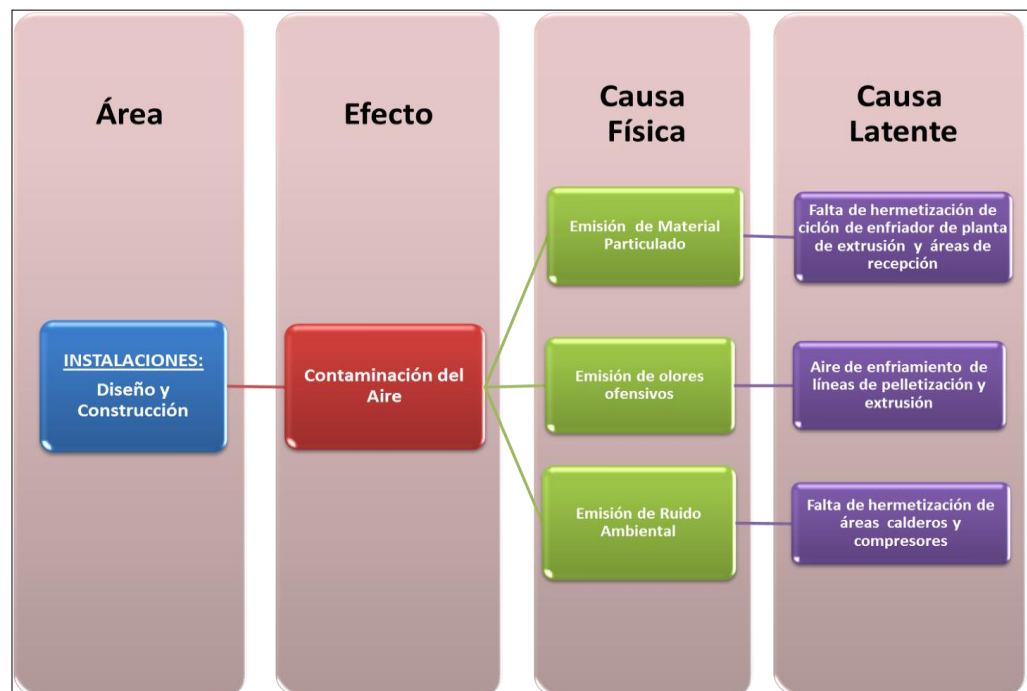 Área
Efecto
Causa
Física
Causa
Latente
INSTALACIONES:
Diseño y
Construcción
Contaminación del
Aire
Emisión de Material
Particulado
Falta de hermetización de
ciclón de enfriador de planta
de extrusión y áreas de
recepción
Emisión de olores
ofensivos
Aire de enfriamiento de
líneas de pelletización y
extrusión
Emisión de Ruido
Ambiental
Falta de hermetización de
áreas calderos y
compresores